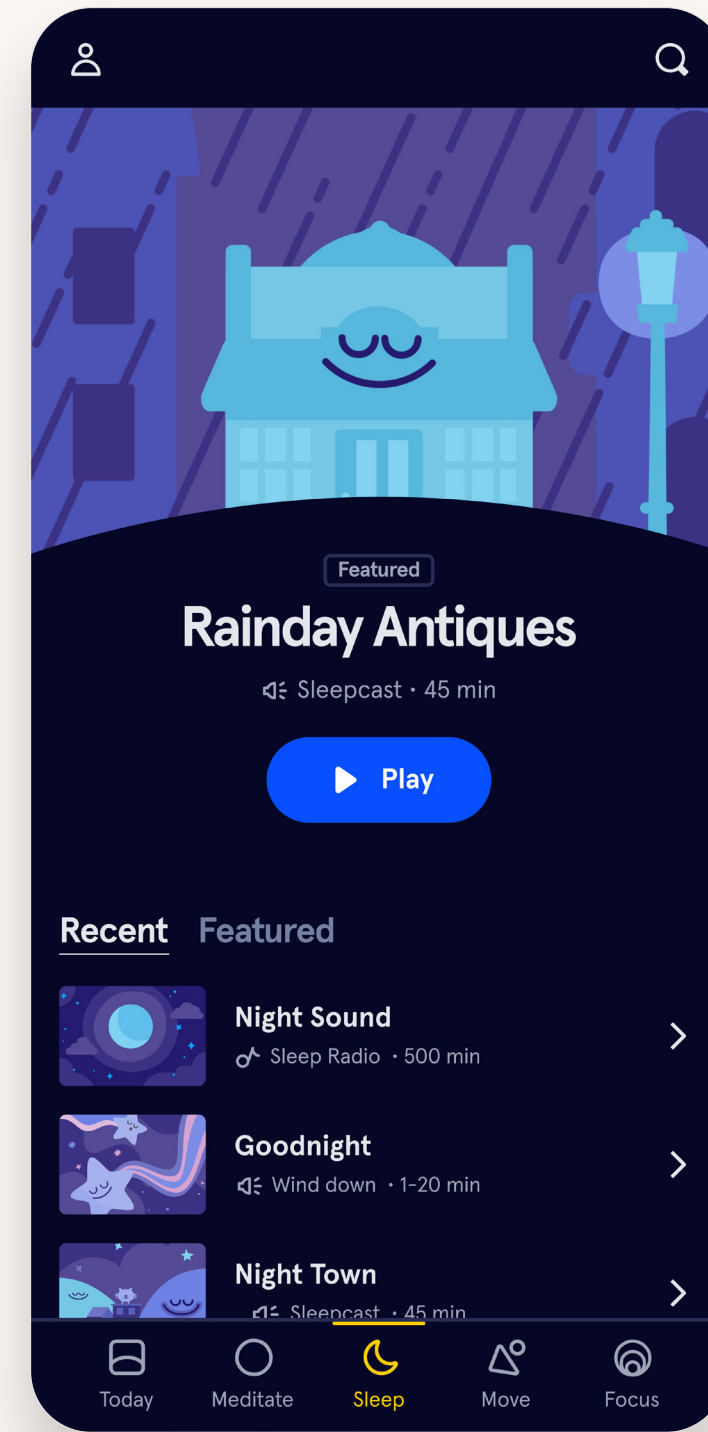 Featured
Rainday Antiques
Sleepcast • 45 min
Play
Recent Featured
Night Sound
Sleep Radio • 500 min
Goodnight
Wind down • 1-20 min
Night Town
Sleepcast • 45 min
Today Meditate Sleep Move Focus